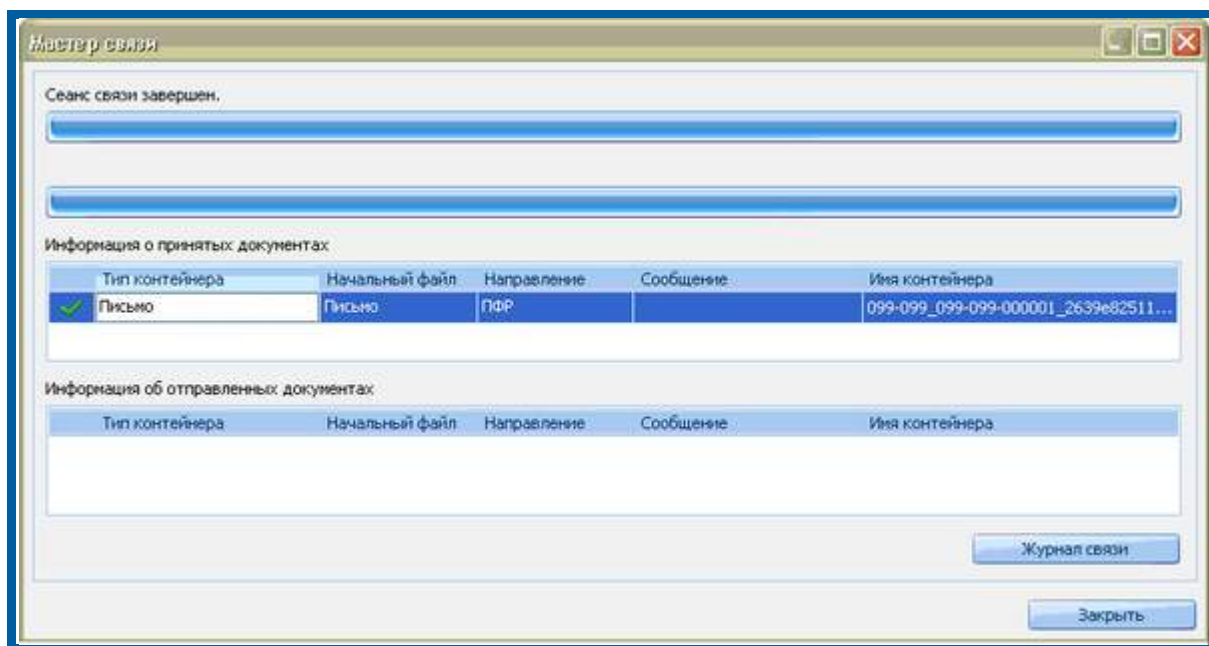 Мастер связи
Сеанс связи завершен.
Информация о принятых документах
Тип контейнера Начальный файл Направление Сообщение Имя контейнера
Письмо Письмо ПФР 099-099_099-099-000001_2639e82511...
Информация об отправленных документах
Тип контейнера Начальный файл Направление Сообщение Имя контейнера
Журнал связи
Закрыть